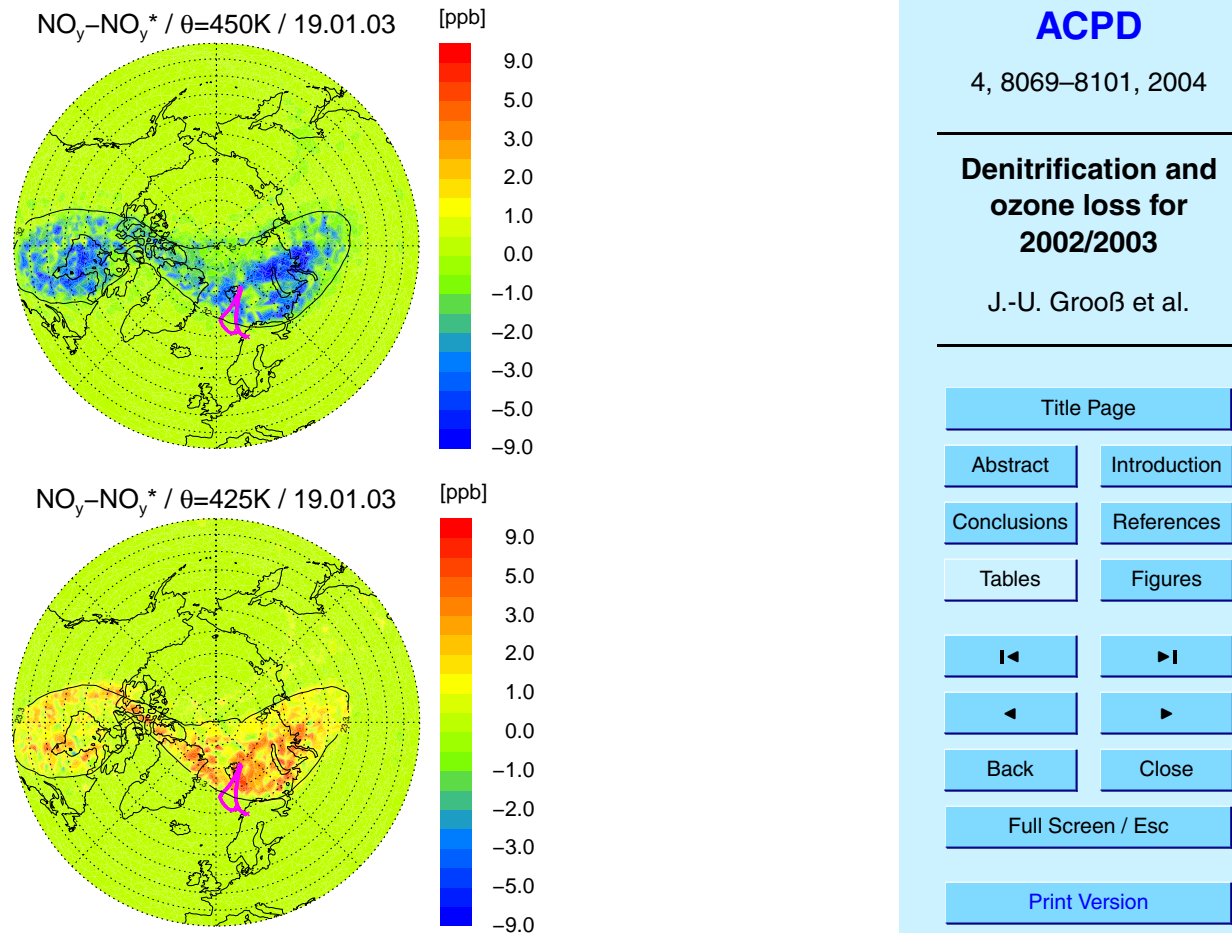 NOy−NOy* / θ=450K / 19.01.03
[ppb]
9.0
5.0
3.0
2.0
1.0
0.0
−1.0
−2.0
−3.0
−5.0
−9.0
NOy−NOy* / θ=425K / 19.01.03
[ppb]
9.0
5.0
3.0
2.0
1.0
0.0
−1.0
−2.0
−3.0
−5.0
−9.0
23.3
23.3
ACPD
4, 8069–8101, 2004
Denitrification and
ozone loss for
2002/2003
J.-U. Grooß et al.
Title Page
Abstract
Introduction
Conclusions
References
Tables
Figures
Back
Close
Full Screen / Esc
Print Version